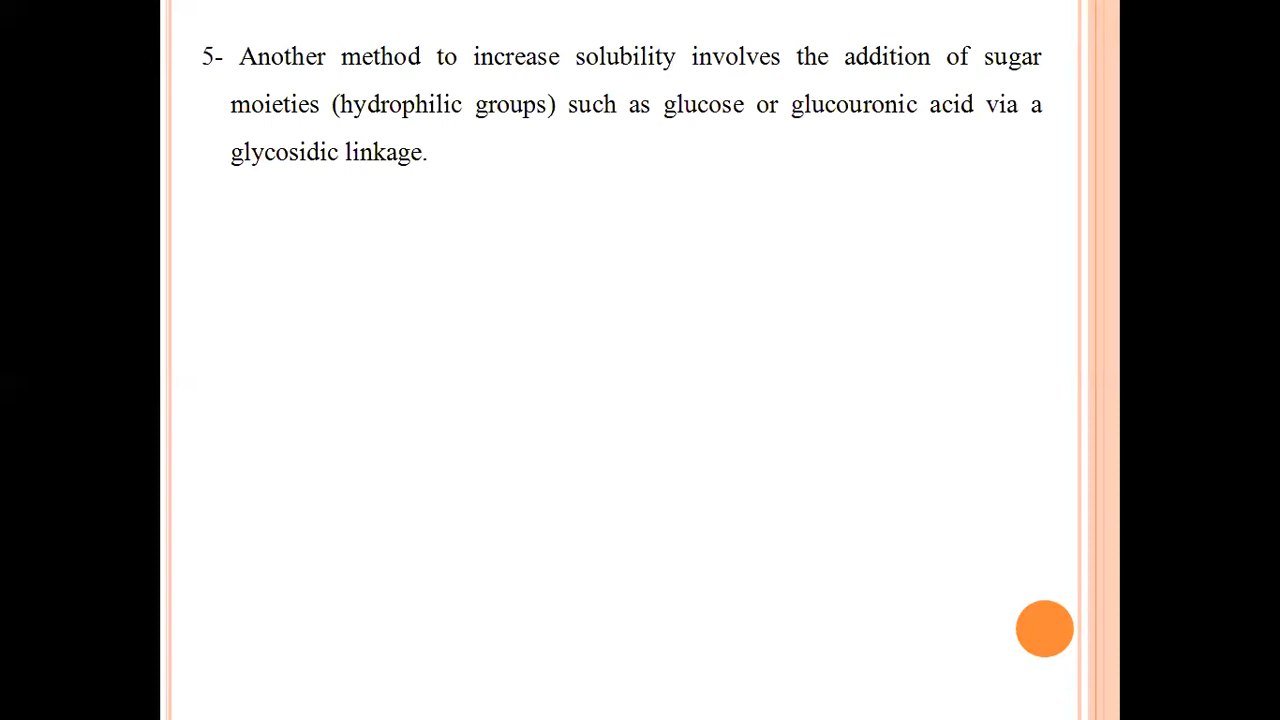 5- Another method to increase solubility involves the addition of sugar
moieties (hydrophilic groups) such as glucose or glucouronic acid via a
glycosidic linkage.